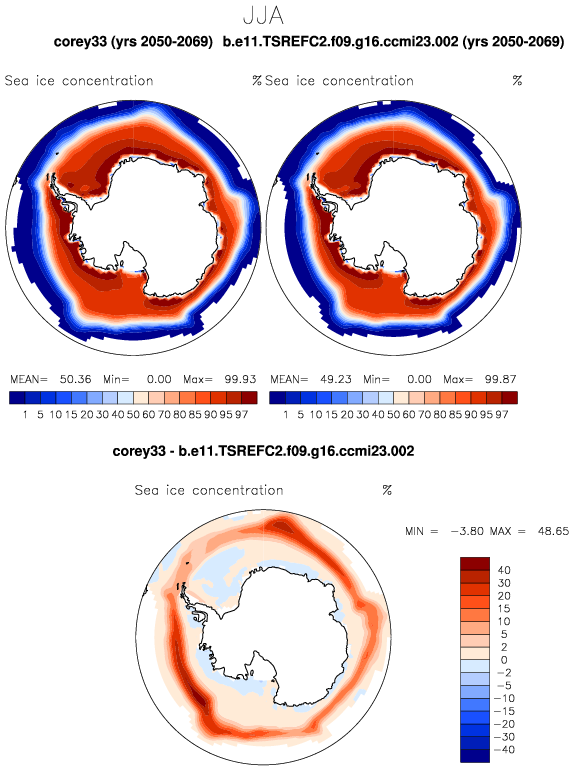 JJA
corey33 (yrs 2050-2069) b.e11.TSREFC2.f09.g16.ccmi23.002 (yrs 2050-2069)
Sea ice concentration % Sea ice concentration %
MEAN= 50.36 Min= 0.00 Max= 99.93 MEAN= 49.23 Min= 0.00 Max= 99.87
1 5 10 15 20 30 40 50 60 70 80 85 90 95 97 1 5 10 15 20 30 40 50 60 70 80 85 90 95 97
corey33 - b.e11.TSREFC2.f09.g16.ccmi23.002
Sea ice concentration %
MIN = -3.80 MAX = 48.65
40
30
20
15
10
5
2
0
-2
-5
-10
-15
-20
-30
-40